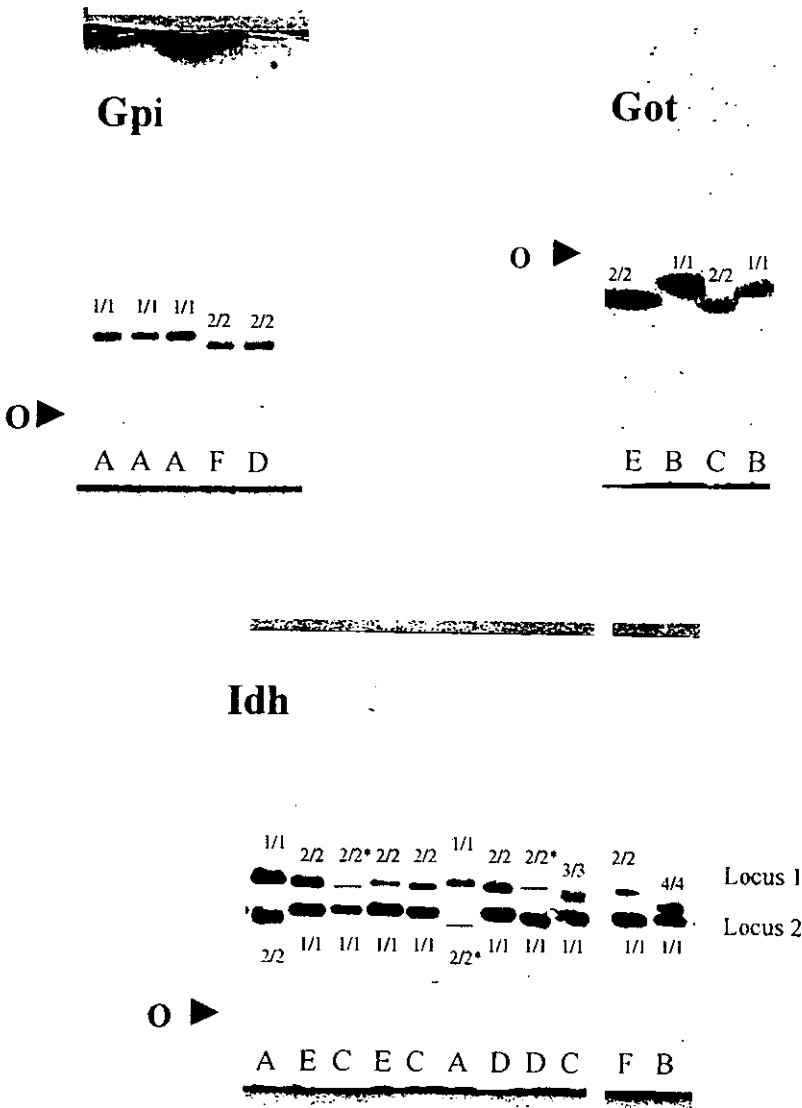 Gpi
1/1 1/1 1/1 2/2 2/2
O
A A A F D
Got
O
2/2 1/1 2/2 1/1
E B C B
Idh
1/1 2/2 2/2* 2/2 2/2 1/1 2/2 2/2* 3/3 2/2 4/4
Locus 1
Locus 2
2/2 1/1 1/1 1/1 1/1 2/2* 1/1 1/1 1/1 1/1 1/1
O
A E C E C A D D C F B